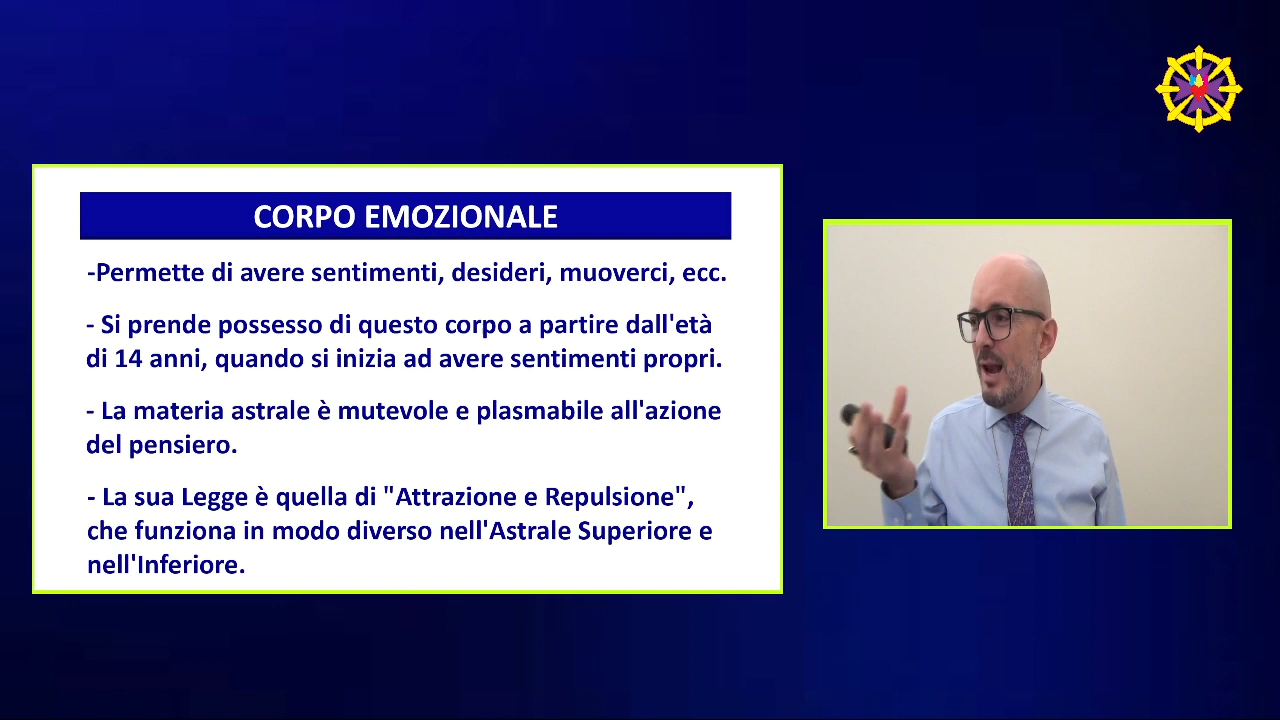 CORPO EMOZIONALE
-Permette di avere sentimenti, desideri, muoverci, ecc.
- Si prende possesso di questo corpo a partire dall'età
di 14 anni, quando si inizia ad avere sentimenti propri.
- La materia astrale è mutevole e plasmabile all'azione
del pensiero.
- La sua Legge è quella di "Attrazione e Repulsione",
che funziona in modo diverso nell'Astrale Superiore e
nell'Inferiore.